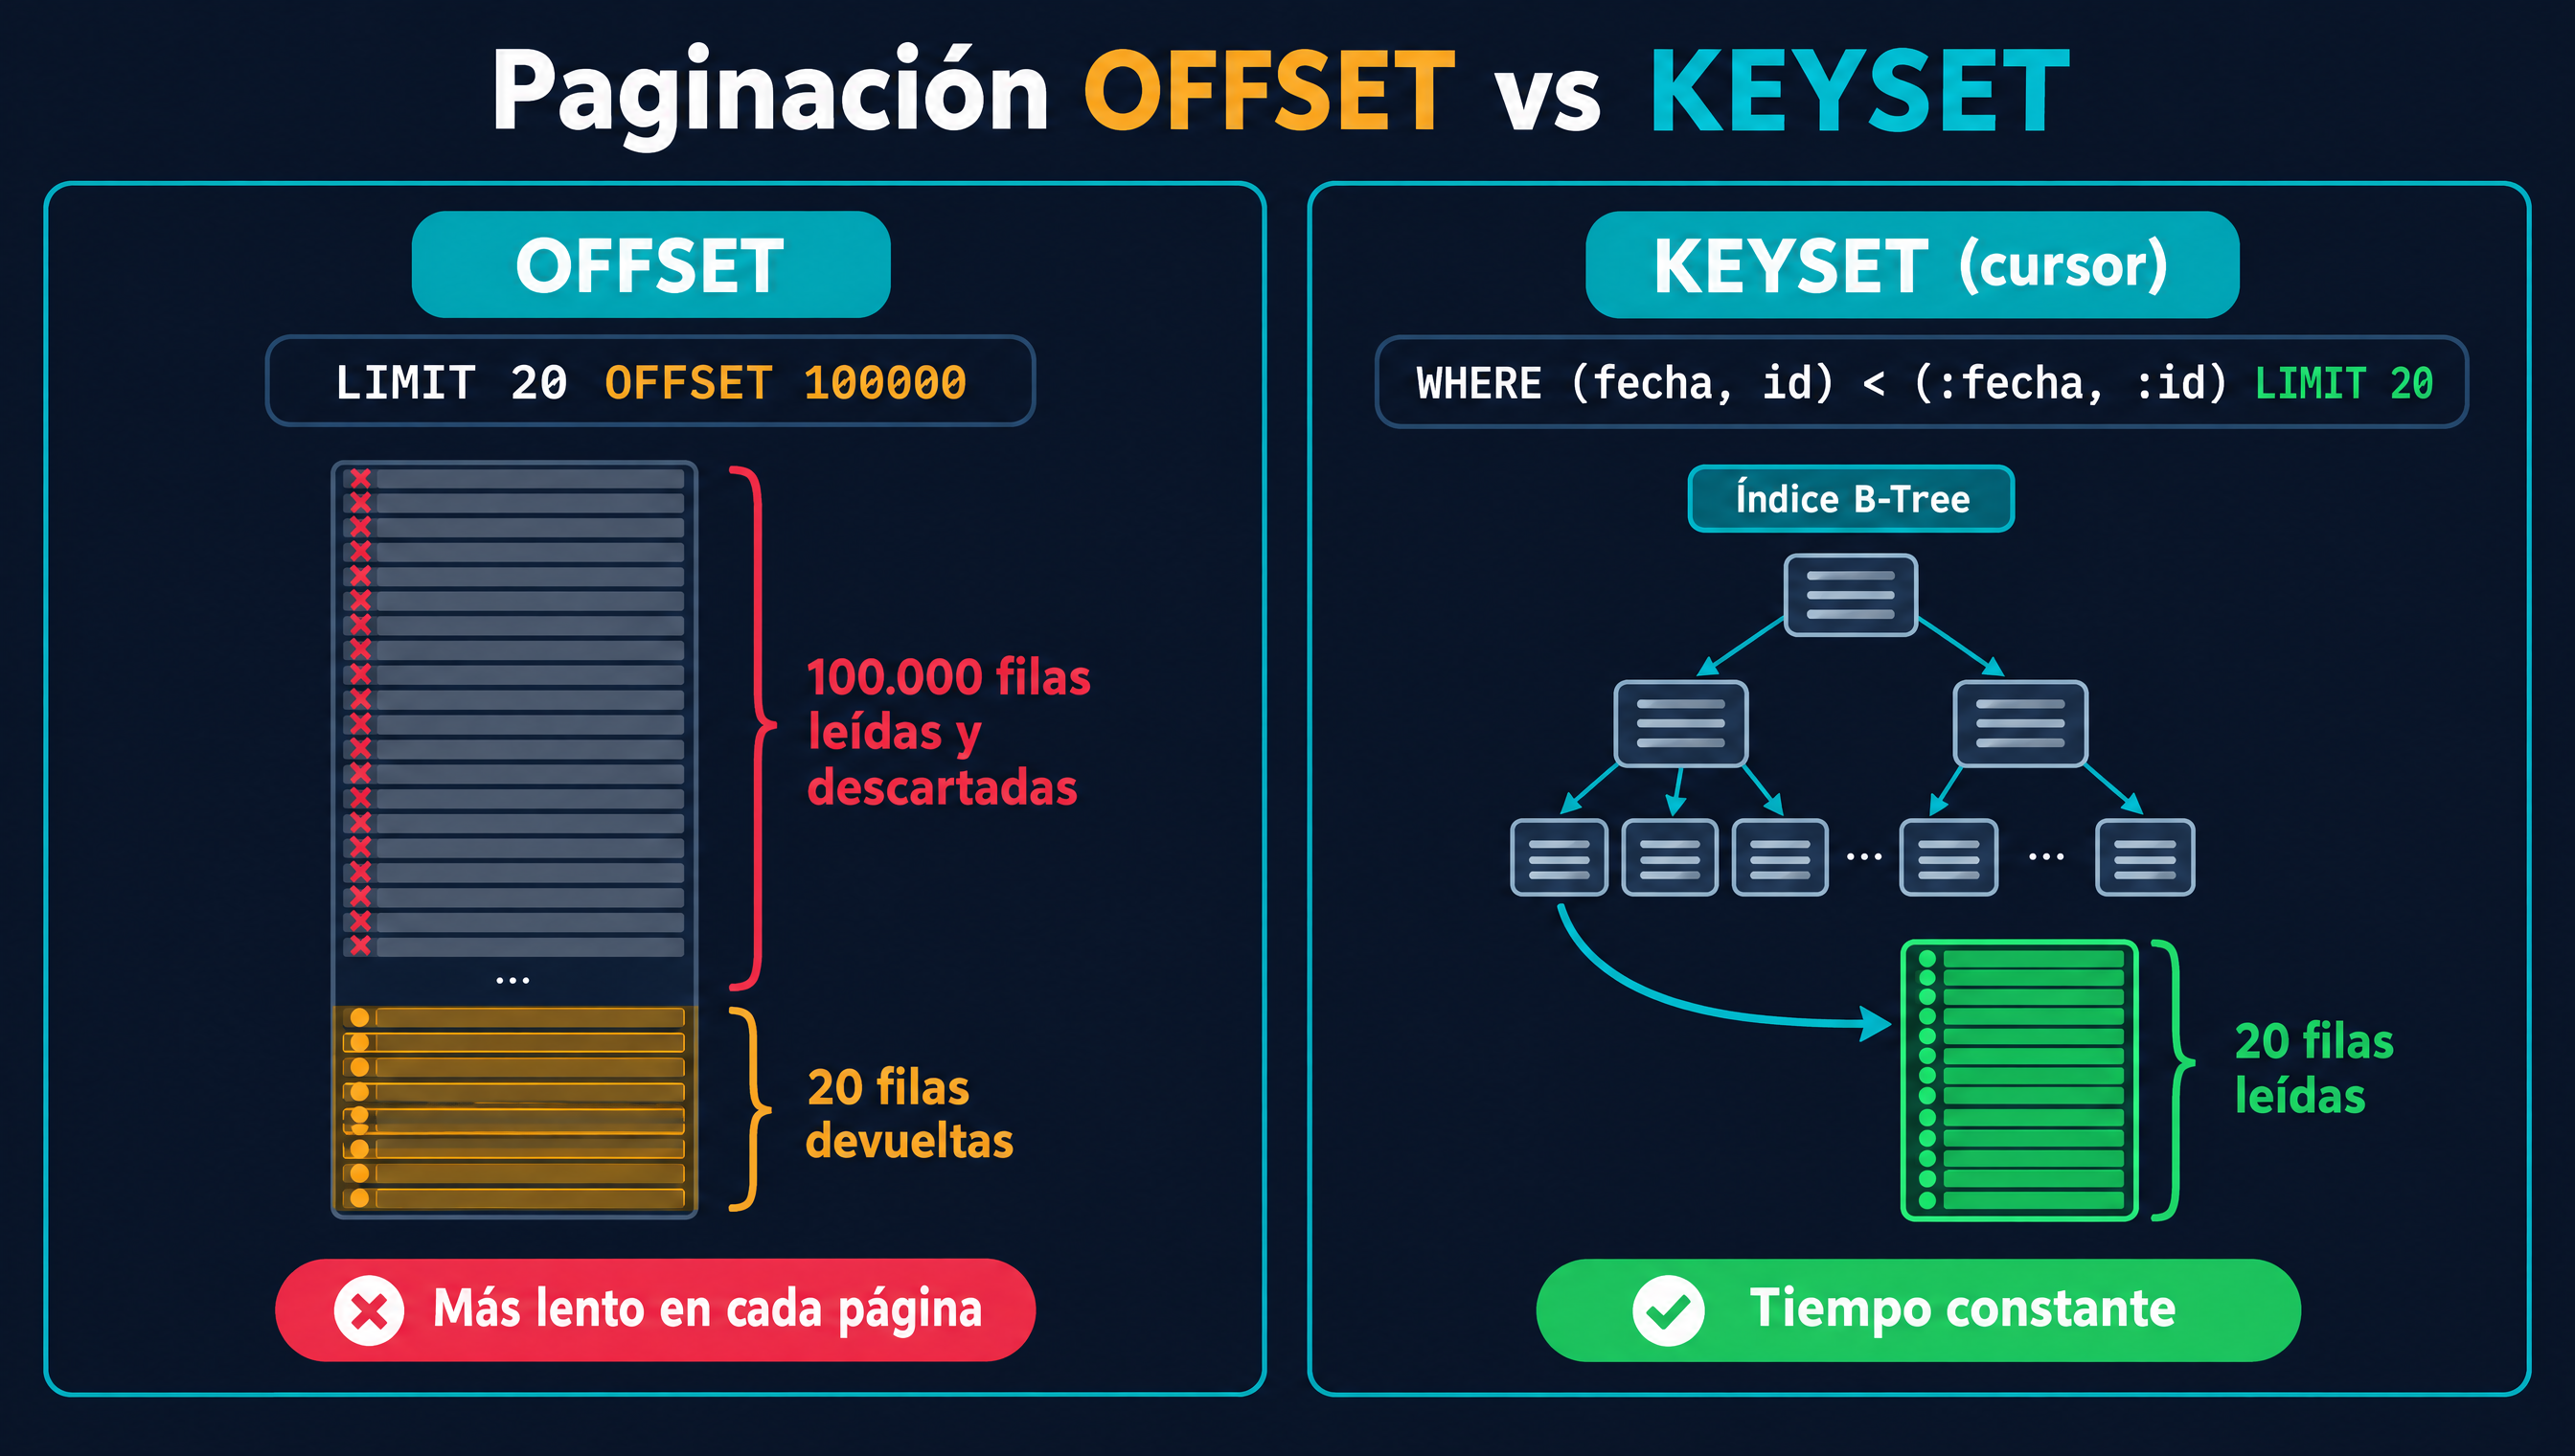 Paginación OFFSET vs KEYSET
OFFSET
LIMIT 20 OFFSET 100000
...
100.000 filas
leídas y
descartadas
20 filas
devueltas
Más lento en cada página
KEYSET (cursor)
WHERE (fecha, id) < (:fecha, :id) LIMIT 20
Índice B-Tree
... ...
20 filas
leídas
Tiempo constante